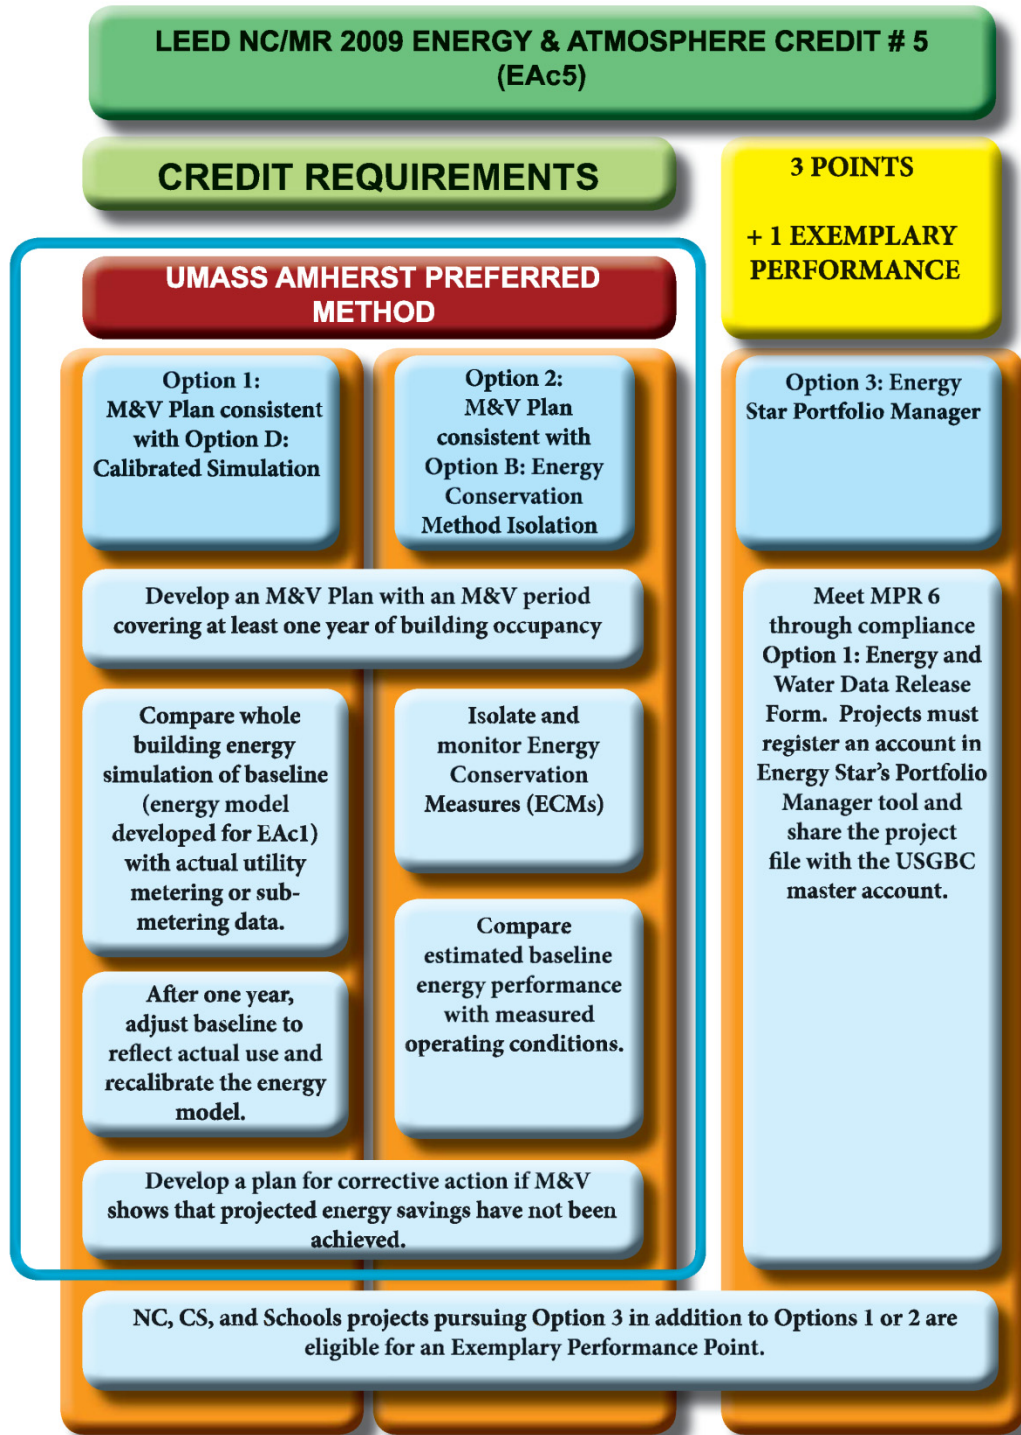 LEED NC/MR 2009 ENERGY & ATMOSPHERE CREDIT # 5
(EAc5)
CREDIT REQUIREMENTS
3 POINTS
+ 1 EXEMPLARY
PERFORMANCE
UMASS AMHERST PREFERRED
METHOD
Option 1:
M&V Plan consistent
with Option D:
Calibrated Simulation
Option 2:
M&V Plan
consistent with
Option B: Energy
Conservation
Method Isolation
Option 3: Energy
Star Portfolio Manager
Develop an M&V Plan with an M&V period
covering at least one year of building occupancy
Compare whole
building energy
simulation of baseline
(energy model
developed for EAc1)
with actual utility
metering or sub-
metering data.
Isolate and
monitor Energy
Conservation
Measures (ECMs)
Meet MPR 6
through compliance
Option 1: Energy and
Water Data Release
Form.  Projects must
register an account in
Energy Star's Portfolio
Manager tool and
share the project
file with the USGBC
master account.
After one year,
adjust baseline to
reflect actual use and
recalibrate the energy
model.
Compare
estimated baseline
energy performance
with measured
operating conditions.
Develop a plan for corrective action if M&V
shows that projected energy savings have not been
achieved.
NC, CS, and Schools projects pursuing Option 3 in addition to Options 1 or 2 are
eligible for an Exemplary Performance Point.